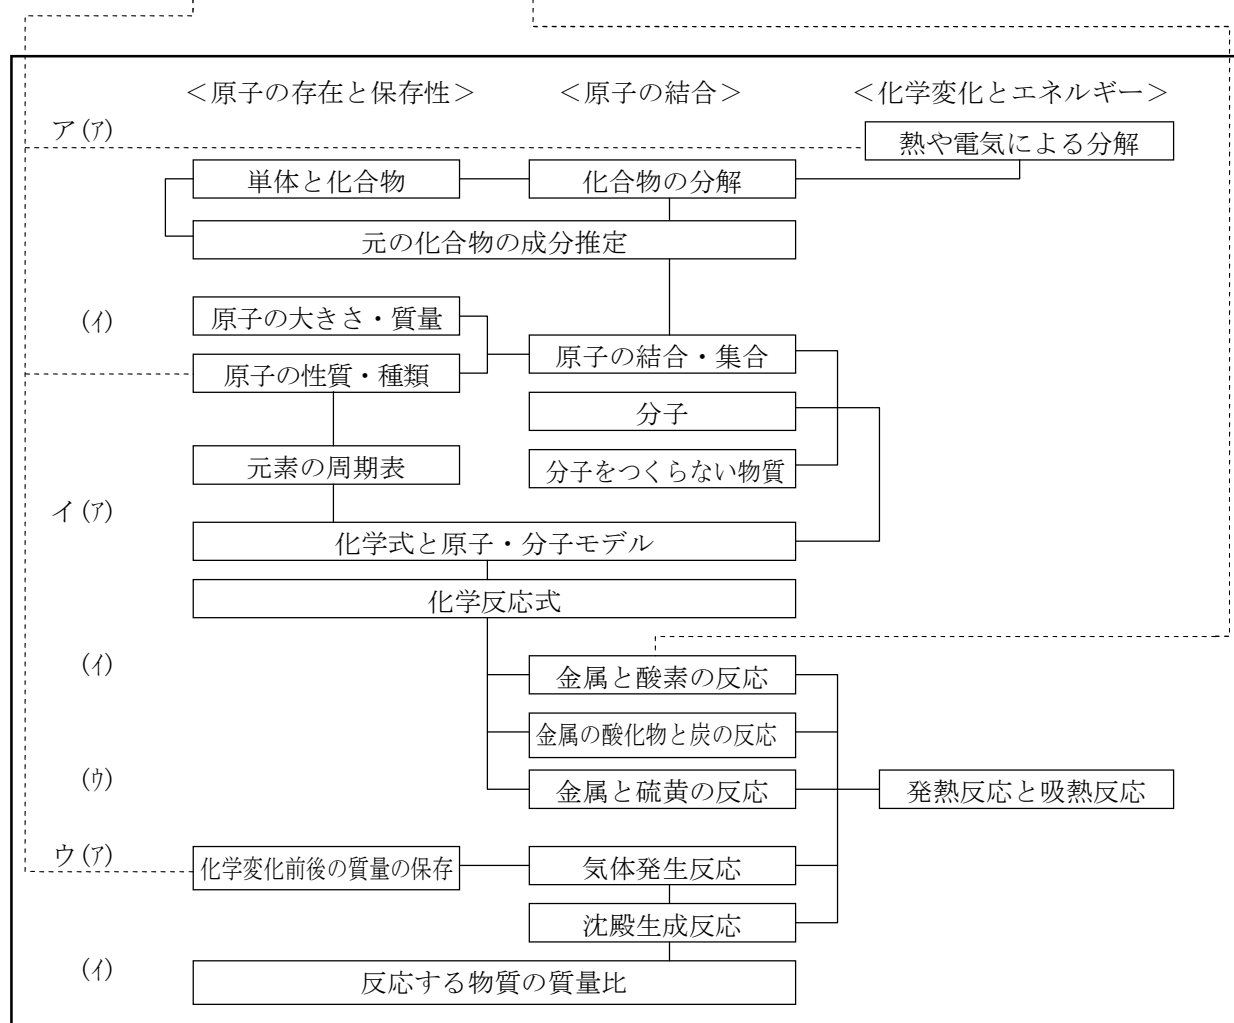 ＜原子の存在と保存性＞ ＜原子の結合＞ ＜化学変化とエネルギー＞
ア(ｱ)
熱や電気による分解
単体と化合物 化合物の分解
元の化合物の成分推定
(ｲ)
原子の大きさ・質量
原子の結合・集合
原子の性質・種類
分子
元素の周期表 分子をつくらない物質
イ(ｱ)
化学式と原子・分子モデル
化学反応式
(ｲ)
金属と酸素の反応
金属の酸化物と炭の反応
(ｳ)
金属と硫黄の反応 発熱反応と吸熱反応
ウ(ｱ)
化学変化前後の質量の保存 気体発生反応
沈殿生成反応
(ｲ)
反応する物質の質量比